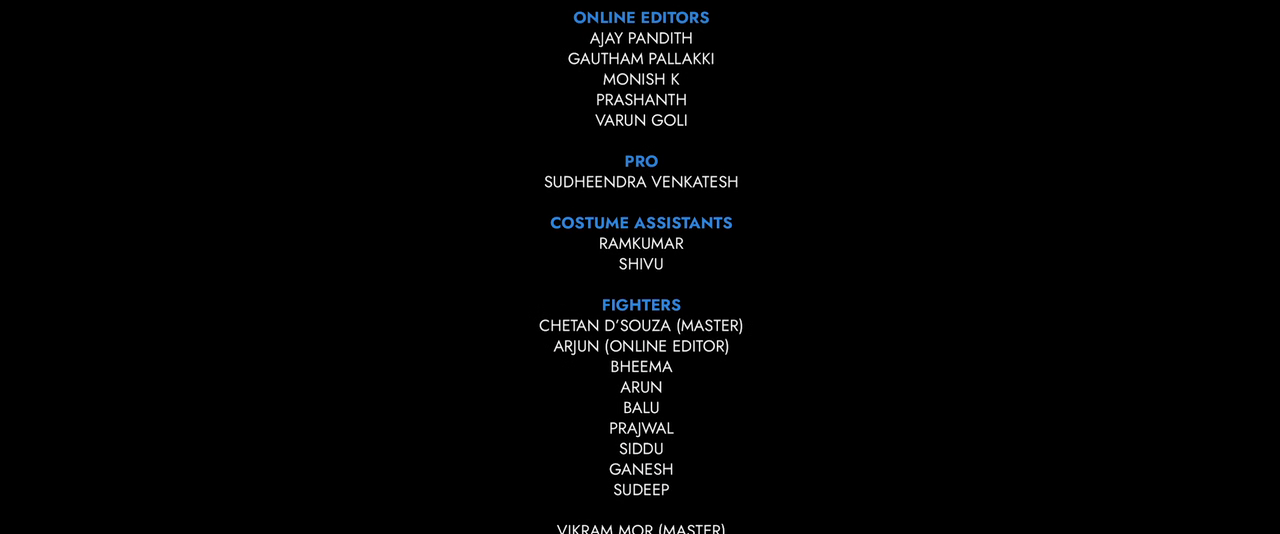 ONLINE EDITORS
AJAY PANDITH
GAUTHAM PALLAKKI
MONISH K
PRASHANTH
VARUN GOLI
PRO
SUDHEENDRA VENKATESH
COSTUME ASSISTANTS
RAMKUMAR
SHIVU
FIGHTERS
CHETAN D’SOUZA (MASTER)
ARJUN (ONLINE EDITOR)
BHEEMA
ARUN
BALU
PRAJWAL
SIDDU
GANESH
SUDEEP
VIKRAM MOR (MASTER)